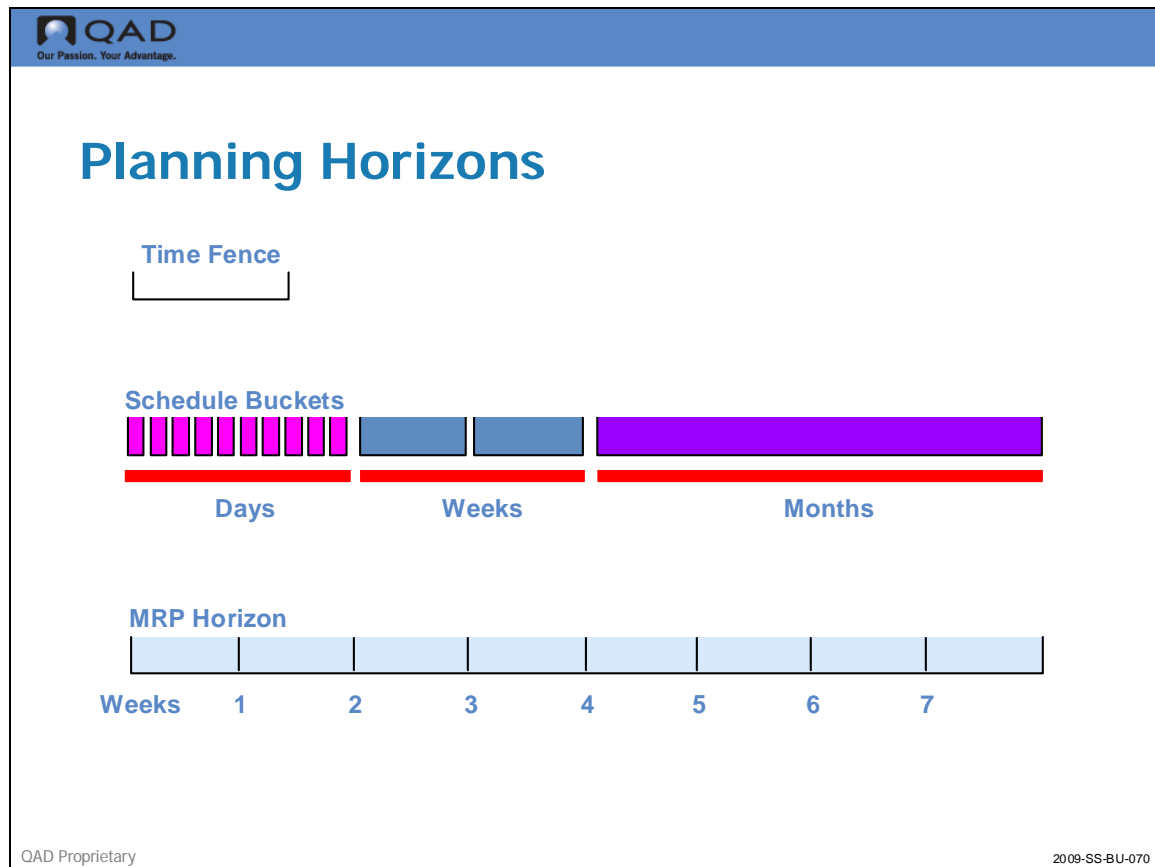 QAD
Our Passion. Your Advantage.
Planning Horizons
Time Fence
Schedule Buckets
Days Weeks Months
MRP Horizon
Weeks 1 2 3 4 5 6 7
QAD Proprietary 2009-SS-BU-070